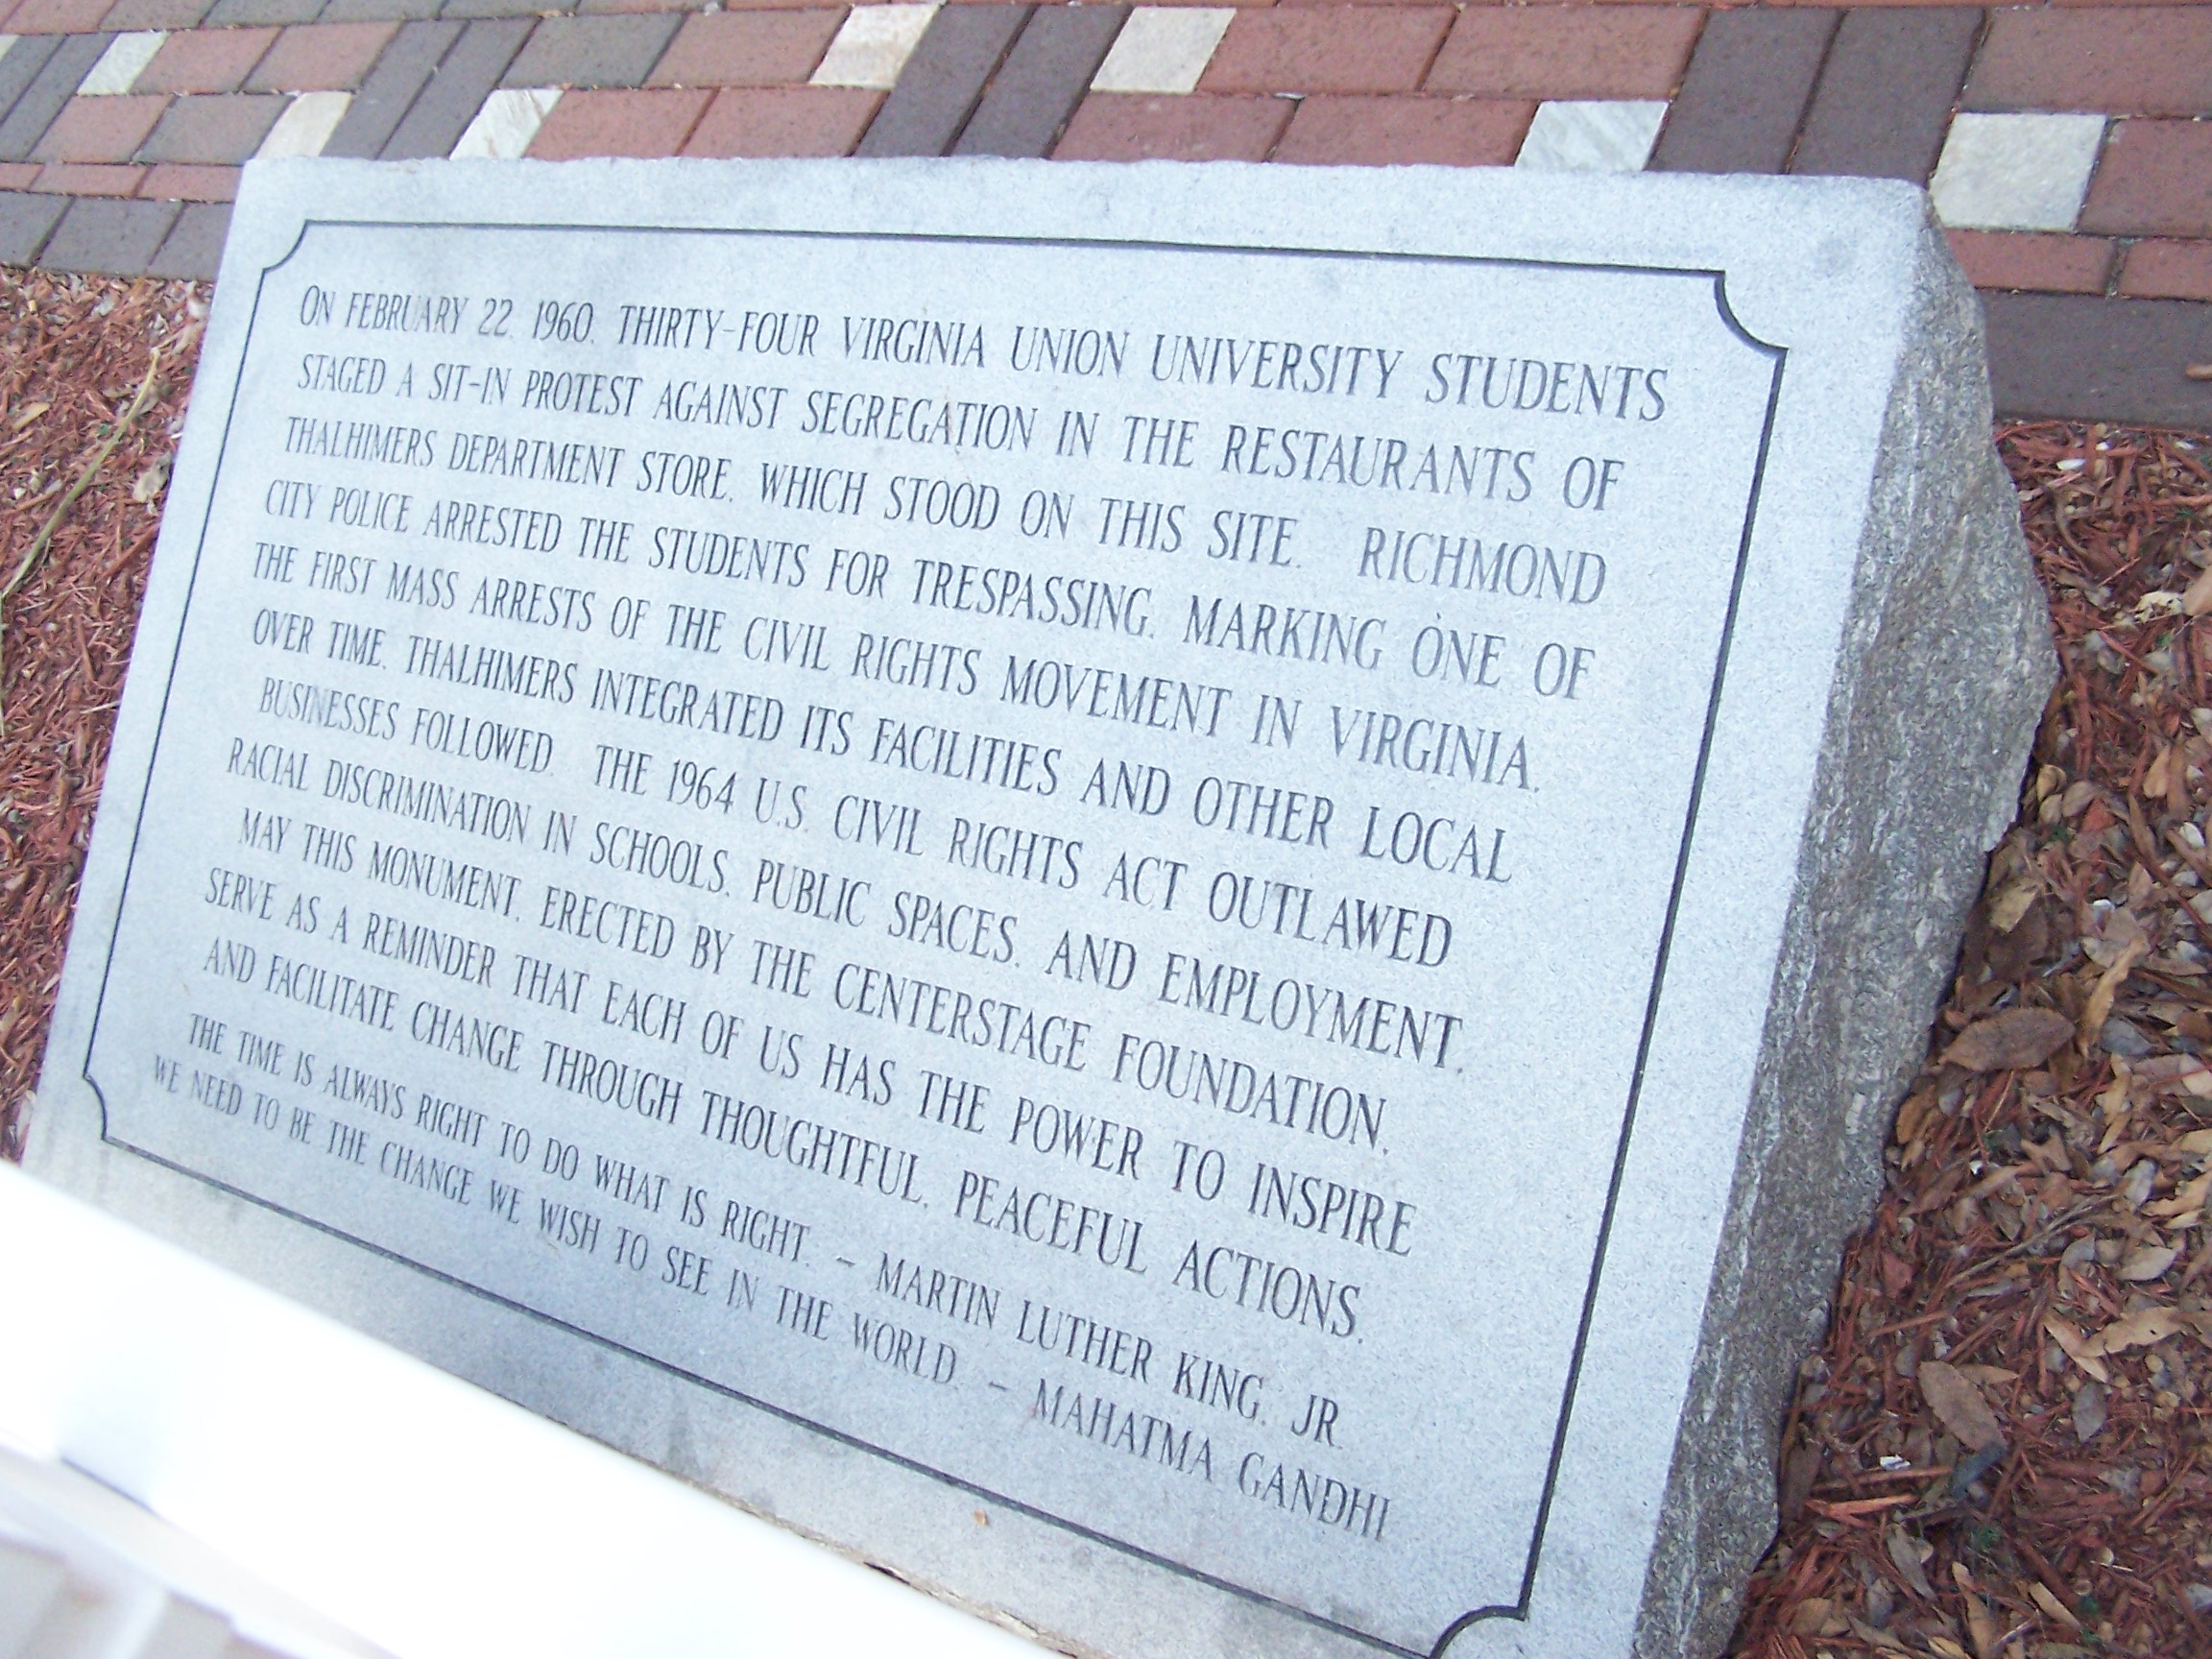 ON FEBRUARY 22, 1960, THIRTY-FOUR VIRGINIA UNION UNIVERSITY STUDENTS
STAGED A SIT-IN PROTEST AGAINST SEGREGATION IN THE RESTAURANTS OF
THALHIMERS DEPARTMENT STORE, WHICH STOOD ON THIS SITE. RICHMOND
CITY POLICE ARRESTED THE STUDENTS FOR TRESPASSING, MARKING ONE OF
THE FIRST MASS ARRESTS OF THE CIVIL RIGHTS MOVEMENT IN VIRGINIA.
OVER TIME, THALHIMERS INTEGRATED ITS FACILITIES AND OTHER LOCAL
BUSINESSES FOLLOWED. THE 1964 U.S. CIVIL RIGHTS ACT OUTLAWED
RACIAL DISCRIMINATION IN SCHOOLS, PUBLIC SPACES, AND EMPLOYMENT.
MAY THIS MONUMENT, ERECTED BY THE CENTERSTAGE FOUNDATION,
SERVE AS A REMINDER THAT EACH OF US HAS THE POWER TO INSPIRE
AND FACILITATE CHANGE THROUGH THOUGHTFUL, PEACEFUL ACTIONS.
THE TIME IS ALWAYS RIGHT TO DO WHAT IS RIGHT. - MARTIN LUTHER KING, JR.
WE NEED TO BE THE CHANGE WE WISH TO SEE IN THE WORLD. - MAHATMA GANDHI